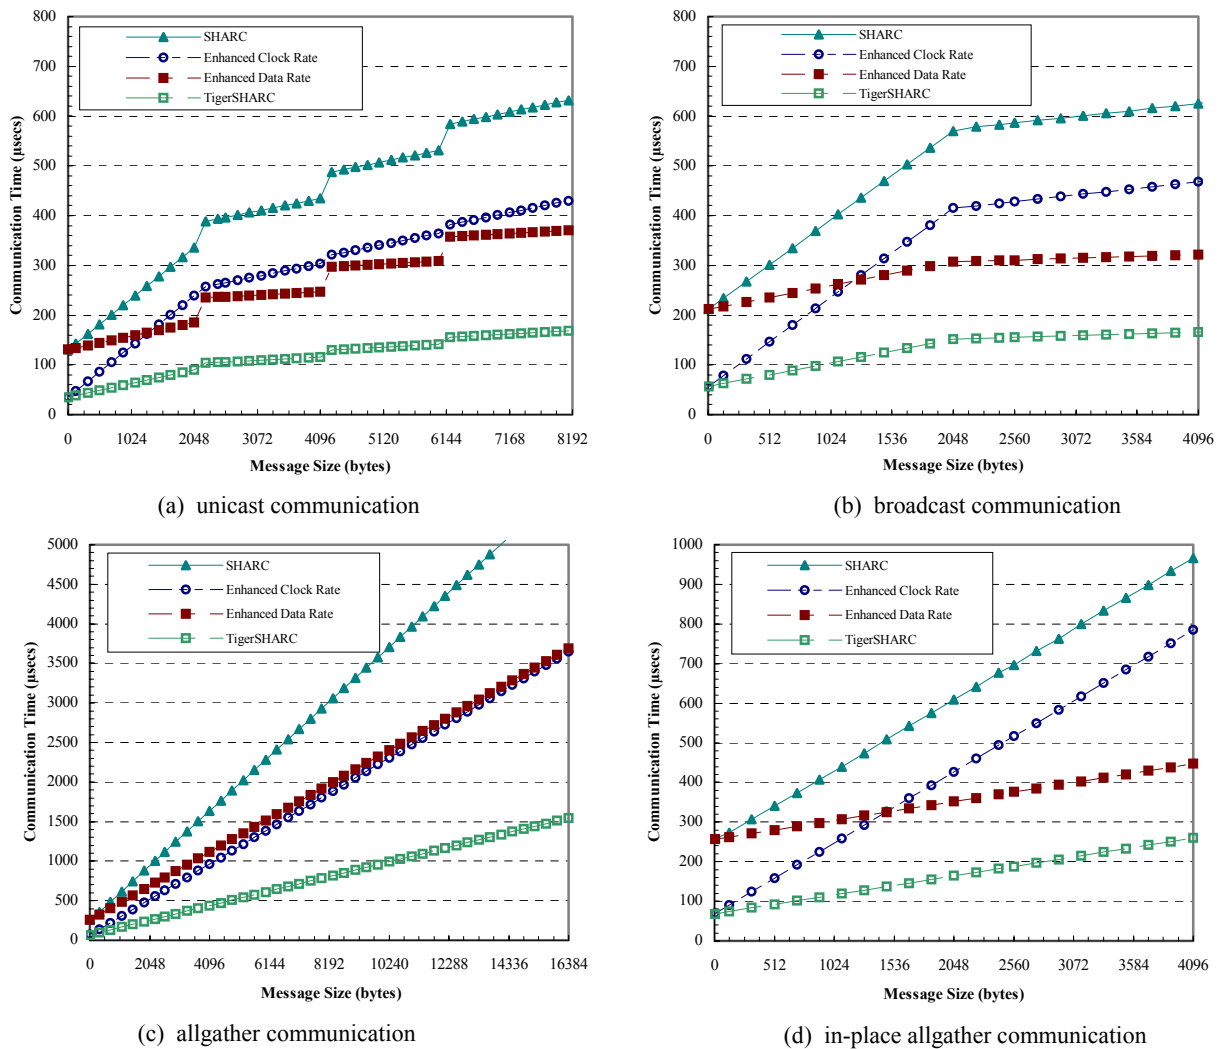 800
700
600
500
400
300
200
100
0
Communication Time (µsecs)
SHARC
Enhanced Clock Rate
Enhanced Data Rate
TigerSHARC
0 1024 2048 3072 4096 5120 6144 7168 8192
Message Size (bytes)
(a) unicast communication
800
700
600
500
400
300
200
100
0
Communication Time (µsecs)
SHARC
Enhanced Clock Rate
Enhanced Data Rate
TigerSHARC
0 512 1024 1536 2048 2560 3072 3584 4096
Message Size (bytes)
(b) broadcast communication
5000
4500
4000
3500
3000
2500
2000
1500
1000
500
0
Communication Time (µsecs)
SHARC
Enhanced Clock Rate
Enhanced Data Rate
TigerSHARC
0 2048 4096 6144 8192 10240 12288 14336 16384
Message Size (bytes)
(c) allgather communication
1000
900
800
700
600
500
400
300
200
100
0
Communication Time (µsecs)
SHARC
Enhanced Clock Rate
Enhanced Data Rate
TigerSHARC
0 512 1024 1536 2048 2560 3072 3584 4096
Message Size (bytes)
(d) in-place allgather communication